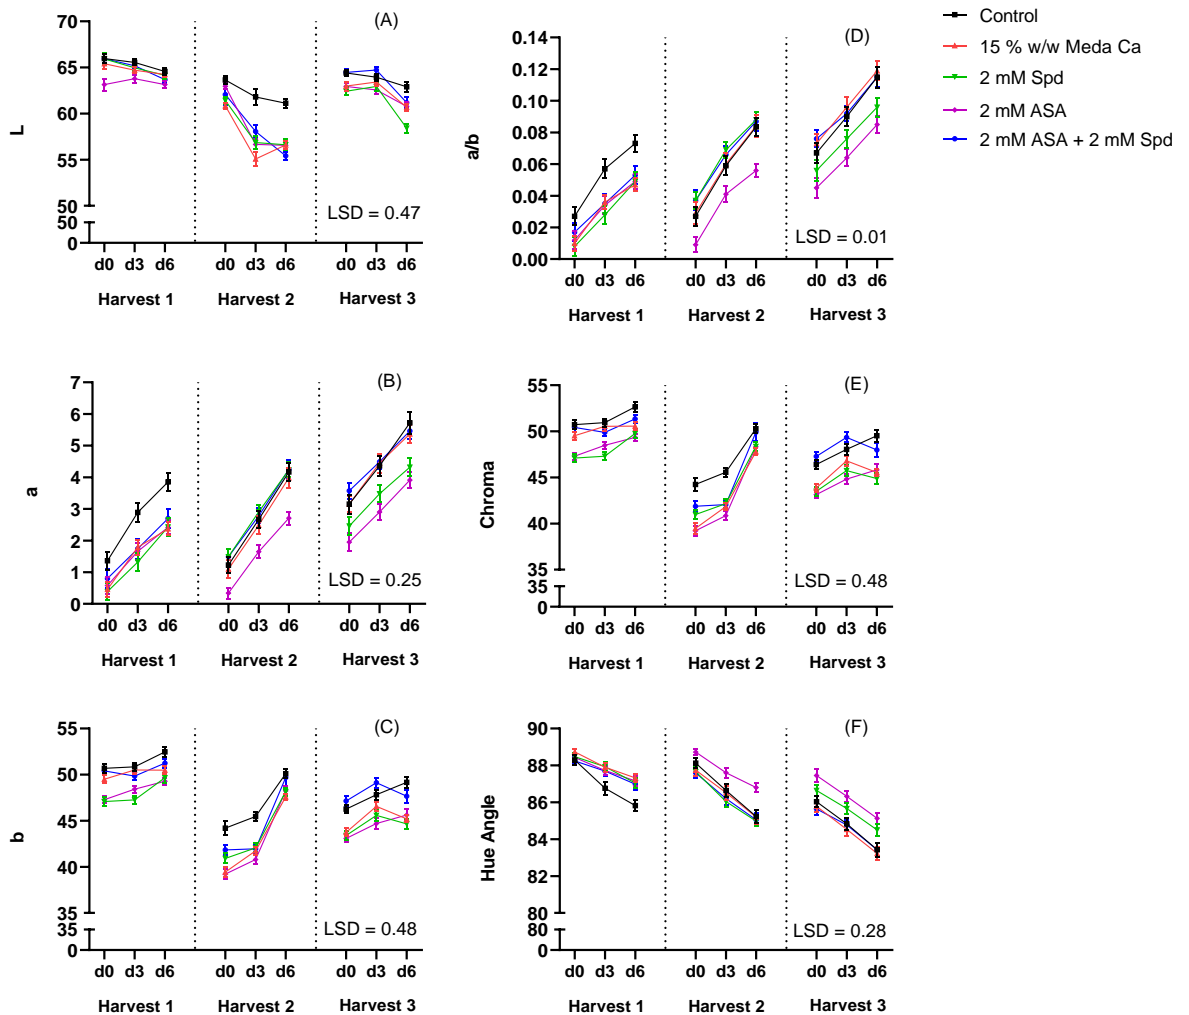 Control
15 % w/w Meda Ca
2 mM Spd
2 mM ASA
2 mM ASA + 2 mM Spd
(A)
L
70
65
60
55
50
50
0
LSD = 0.47
d0 d3 d6 d0 d3 d6 d0 d3 d6
Harvest 1 Harvest 2 Harvest 3
(D)
a/b
0.14
0.12
0.10
0.08
0.06
0.04
0.02
0.00
LSD = 0.01
d0 d3 d6 d0 d3 d6 d0 d3 d6
Harvest 1 Harvest 2 Harvest 3
(B)
a
7
6
5
4
3
2
1
0
LSD = 0.25
d0 d3 d6 d0 d3 d6 d0 d3 d6
Harvest 1 Harvest 2 Harvest 3
(E)
Chroma
55
50
45
40
35
35
0
LSD = 0.48
d0 d3 d6 d0 d3 d6 d0 d3 d6
Harvest 1 Harvest 2 Harvest 3
(C)
b
55
50
45
40
35
35
0
LSD = 0.48
d0 d3 d6 d0 d3 d6 d0 d3 d6
Harvest 1 Harvest 2 Harvest 3
(F)
Hue Angle
90
88
86
84
82
80
80
0
LSD = 0.28
d0 d3 d6 d0 d3 d6 d0 d3 d6
Harvest 1 Harvest 2 Harvest 3